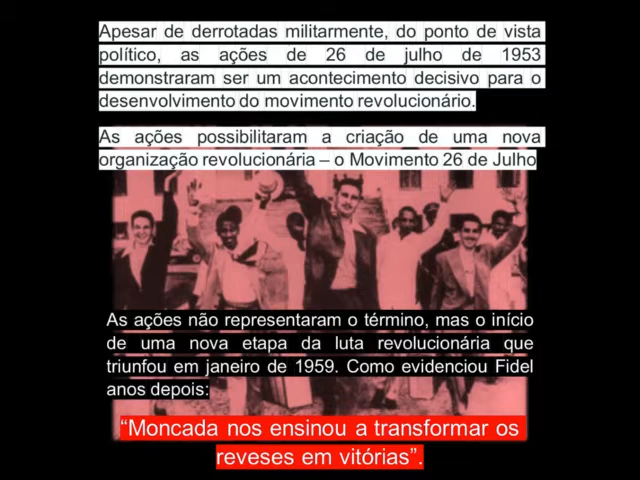 Apesar de derrotadas militarmente, do ponto de vista
político, as ações de 26 de julho de 1953
demonstraram ser um acontecimento decisivo para o
desenvolvimento do movimento revolucionário.
As ações possibilitaram a criação de uma nova
organização revolucionária – o Movimento 26 de Julho
As ações não representaram o término, mas o início
de uma nova etapa da luta revolucionária que
triunfou em janeiro de 1959. Como evidenciou Fidel
anos depois:
“Moncada nos ensinou a transformar os
reveses em vitórias”.